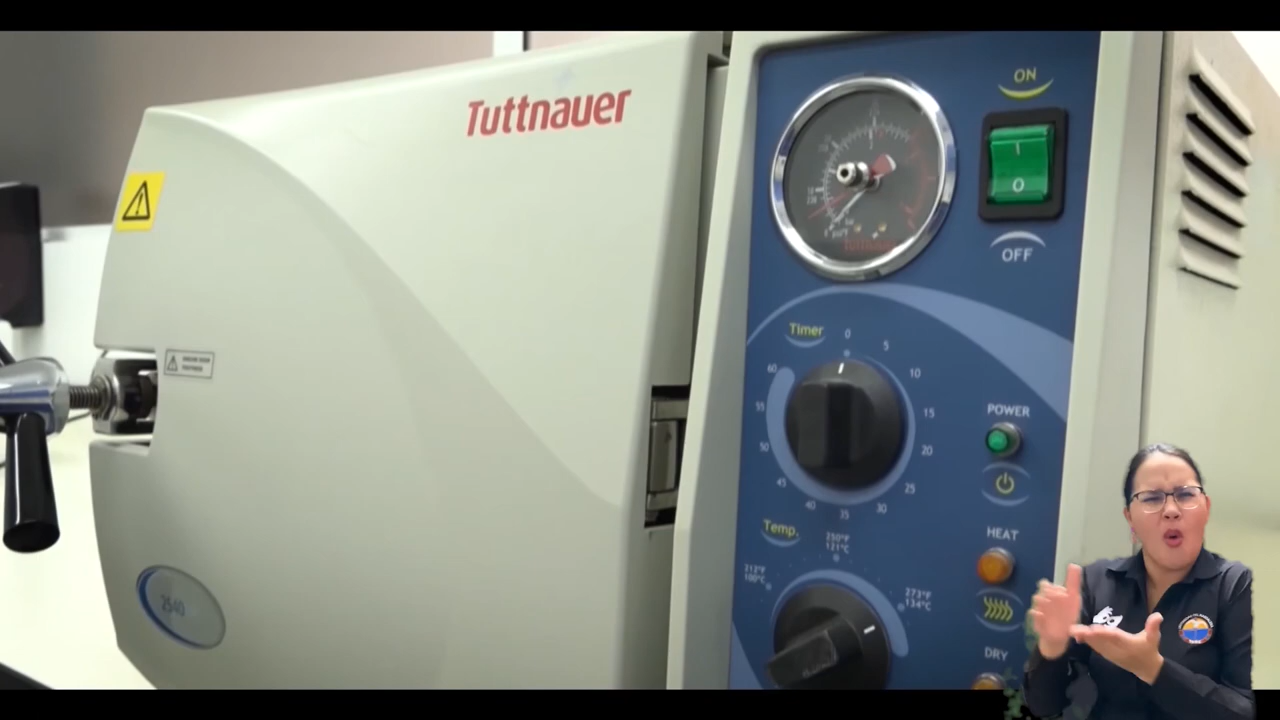 Tuttnauer
ON
OFF
Timer
0
5
10
15
20
25
30
35
40
45
50
55
60
POWER
Temp.
250°F
121°C
212°F
100°C
273°F
134°C
HEAT
DRY
2540